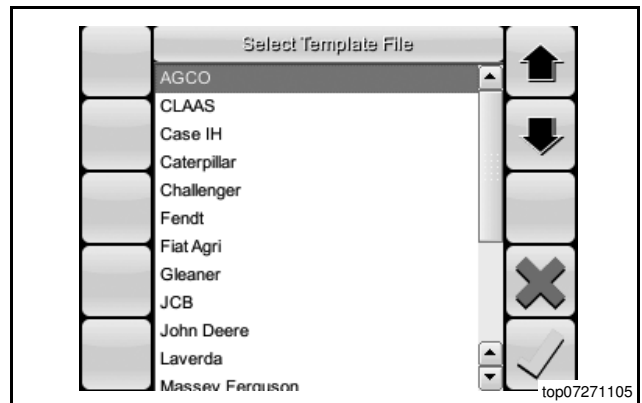 Select Template File
AGCO
CLAAS
Case IH
Caterpillar
Challenger
Fendt
Fiat Agri
Gleaner
JCB
John Deere
Laverda
Massey Ferguson
top07271105